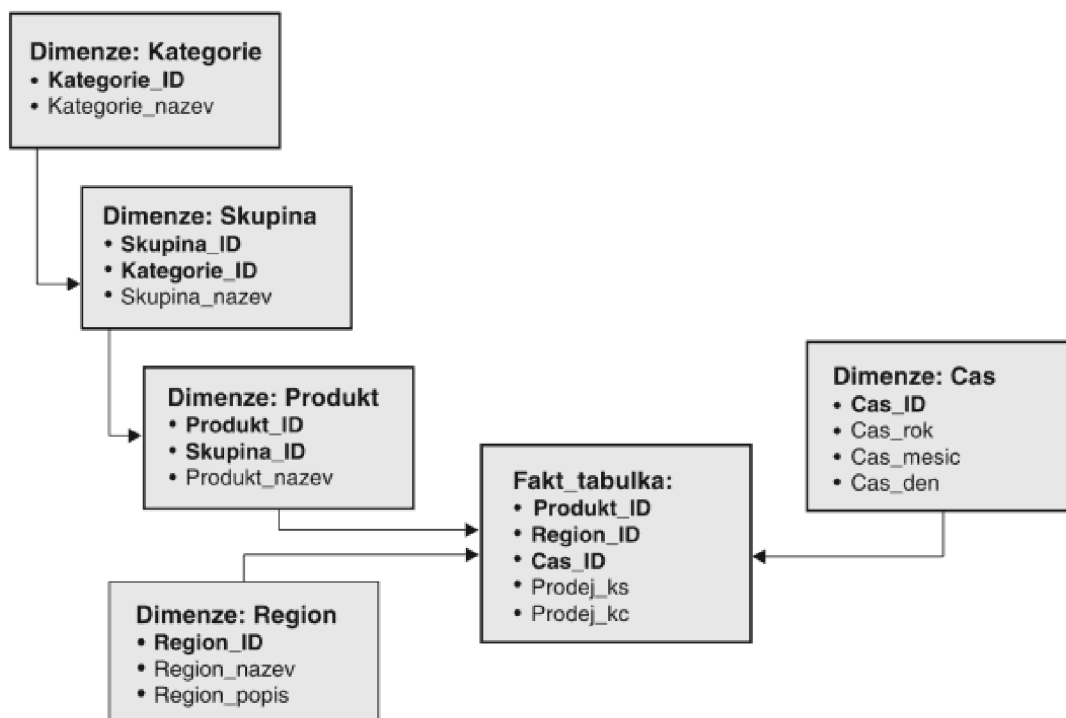 Dimenze: Kategorie
• Kategorie_ID
• Kategorie_nazev
Dimenze: Skupina
• Skupina_ID
• Kategorie_ID
• Skupina_nazev
Dimenze: Produkt
• Produkt_ID
• Skupina_ID
• Produkt_nazev
Dimenze: Region
• Region_ID
• Region_nazev
• Region_popis
Fakt_tabulka:
• Produkt_ID
• Region_ID
• Cas_ID
• Prodej_ks
• Prodej_kc
Dimenze: Cas
• Cas_ID
• Cas_rok
• Cas_mesic
• Cas_den